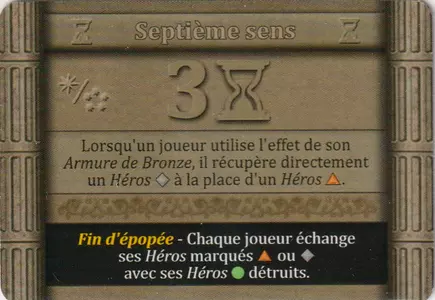 Septième sens
3
Lorsqu'un joueur utilise l'effet de son
Armure de Bronze, il récupère directement
un Héros à la place d'un Héros .
Fin d'épopée - Chaque joueur échange
ses Héros marqués ou
avec ses Héros détruits.